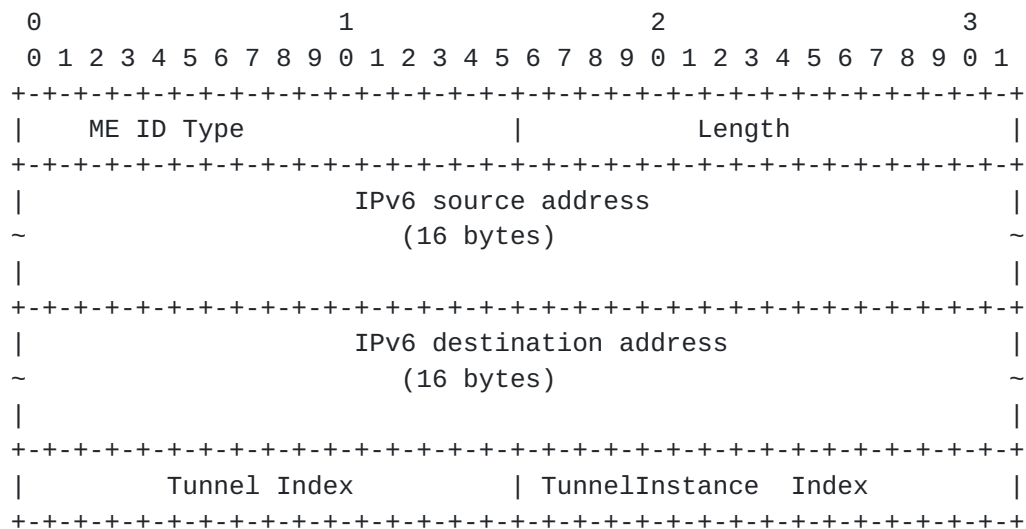 0                   1                   2                   3
 0 1 2 3 4 5 6 7 8 9 0 1 2 3 4 5 6 7 8 9 0 1 2 3 4 5 6 7 8 9 0 1
+-+-+-+-+-+-+-+-+-+-+-+-+-+-+-+-+-+-+-+-+-+-+-+-+-+-+-+-+-+-+-+-+
|    ME ID Type                 |           Length              |
+-+-+-+-+-+-+-+-+-+-+-+-+-+-+-+-+-+-+-+-+-+-+-+-+-+-+-+-+-+-+-+-+
|                     IPv6 source address                       |
~                        (16 bytes)                             ~
|                                                               |
+-+-+-+-+-+-+-+-+-+-+-+-+-+-+-+-+-+-+-+-+-+-+-+-+-+-+-+-+-+-+-+-+
|                     IPv6 destination address                  |
~                        (16 bytes)                             ~
|                                                               |
+-+-+-+-+-+-+-+-+-+-+-+-+-+-+-+-+-+-+-+-+-+-+-+-+-+-+-+-+-+-+-+-+
|         Tunnel Index          | TunnelInstance  Index         |
+-+-+-+-+-+-+-+-+-+-+-+-+-+-+-+-+-+-+-+-+-+-+-+-+-+-+-+-+-+-+-+-+